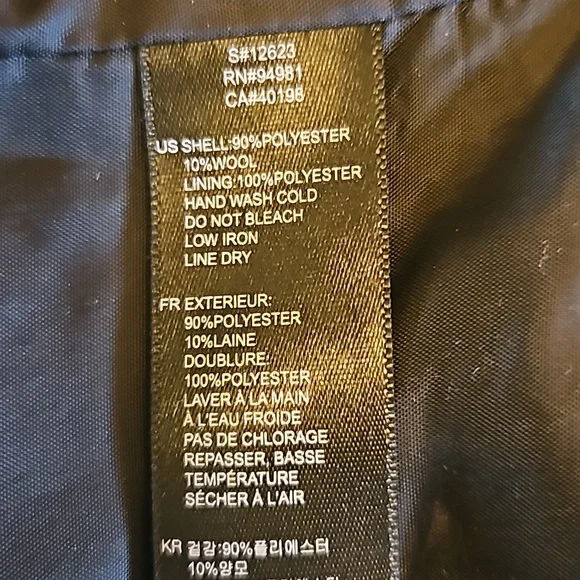 S#12623
RN#94981
CA#40198
US SHELL:90%POLYESTER
10%WOOL
LINING:100%POLYESTER
HAND WASH COLD
DO NOT BLEACH
LOW IRON
LINE DRY
FR EXTERIEUR:
90%POLYESTER
10%LAINE
DOUBLURE:
100%POLYESTER
LAVER À LA MAIN
À L'EAU FROIDE
PAS DE CHLORAGE
REPASSER, BASSE
TEMPÉRATURE
SÉCHER À L'AIR
KR 겉감:90%폴리에스터
10%양모